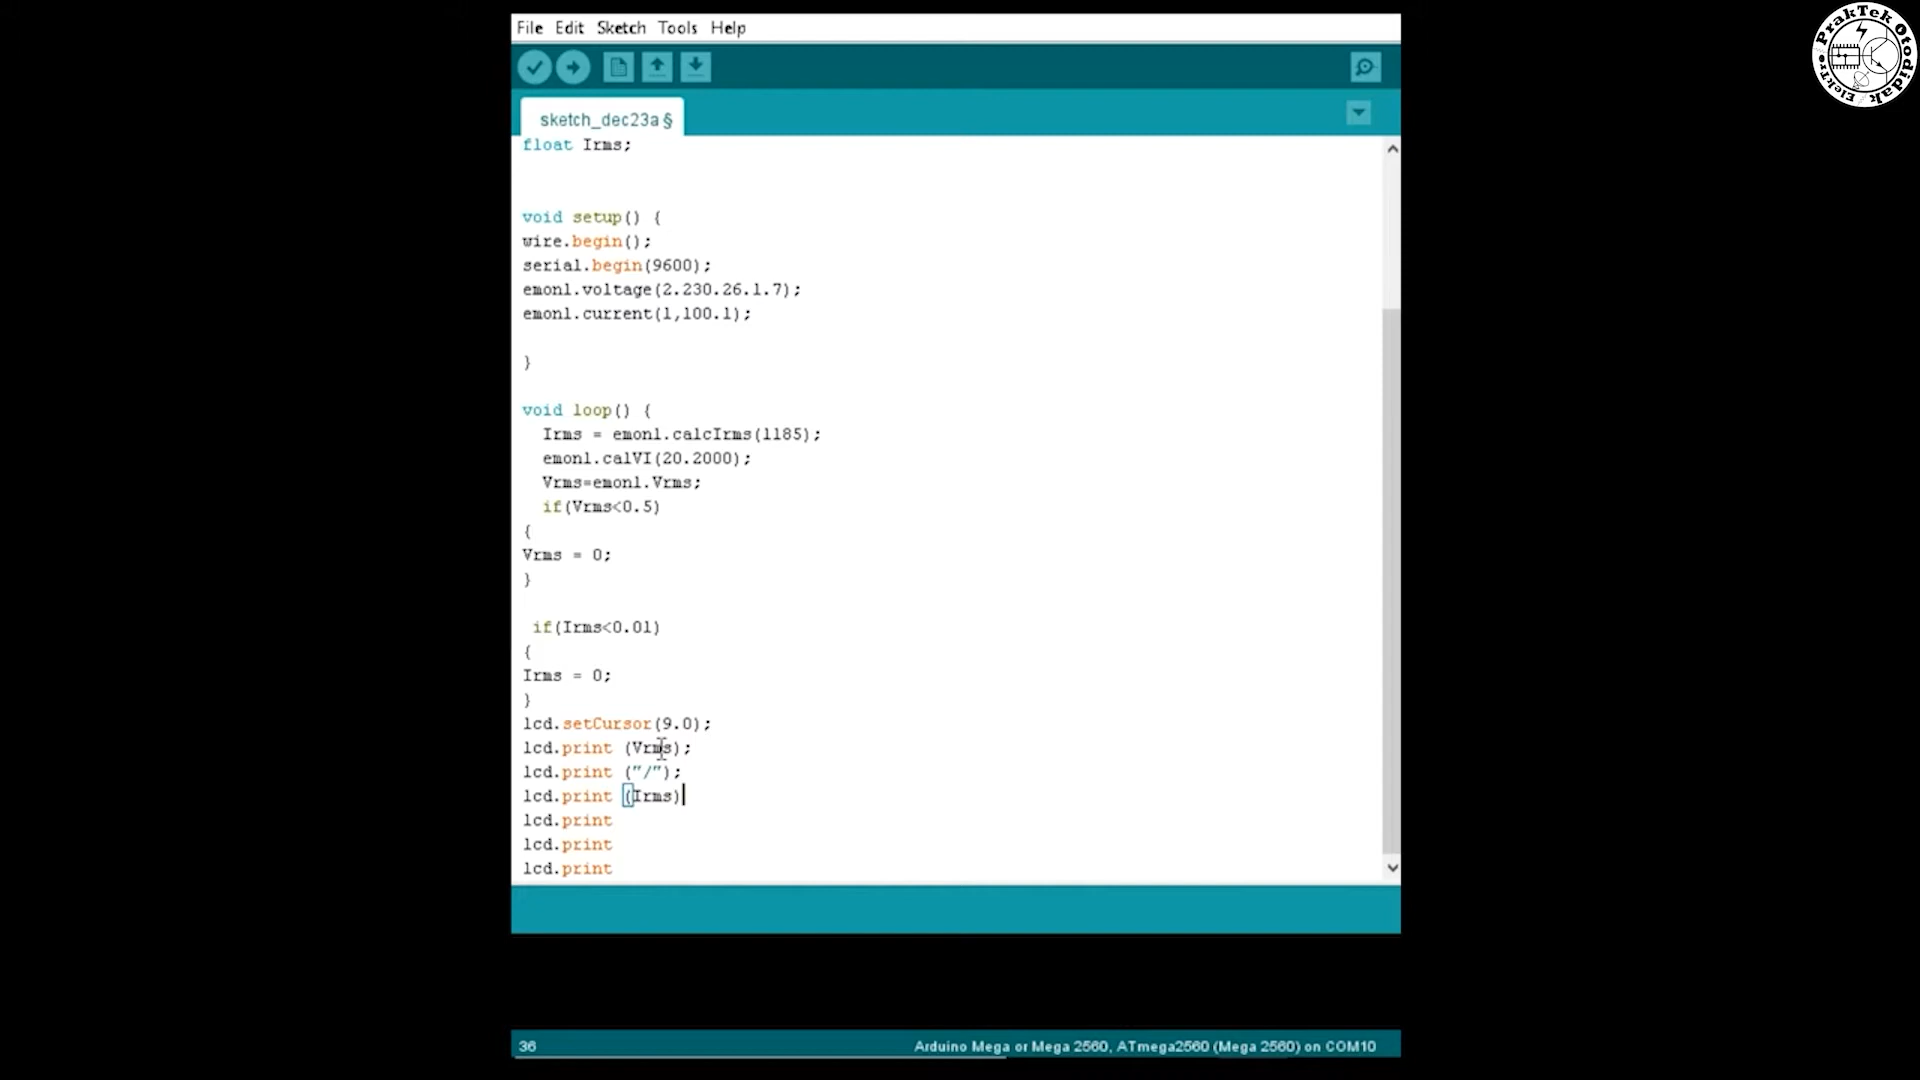 File Edit Sketch Tools Help
sketch_dec23a §
float Irms;
void setup() {
wire.begin();
serial.begin(9600);
emon1.voltage(2.230.26.1.7);
emon1.current(1,100.1);
}
void loop() {
Irms = emon1.calcIrms(1185);
emon1.calVI(20.2000);
Vrms=emon1.Vrms;
if(Vrms<0.5)
{
Vrms = 0;
}
if(Irms<0.01)
{
Irms = 0;
}
lcd.setCursor(9.0);
lcd.print (Vrms);
lcd.print ("/");
lcd.print (Irms)
lcd.print
lcd.print
lcd.print
36
Arduino Mega or Mega 2560, ATmega2560 (Mega 2560) on COM10
PrakTek Otodidak
Elektro